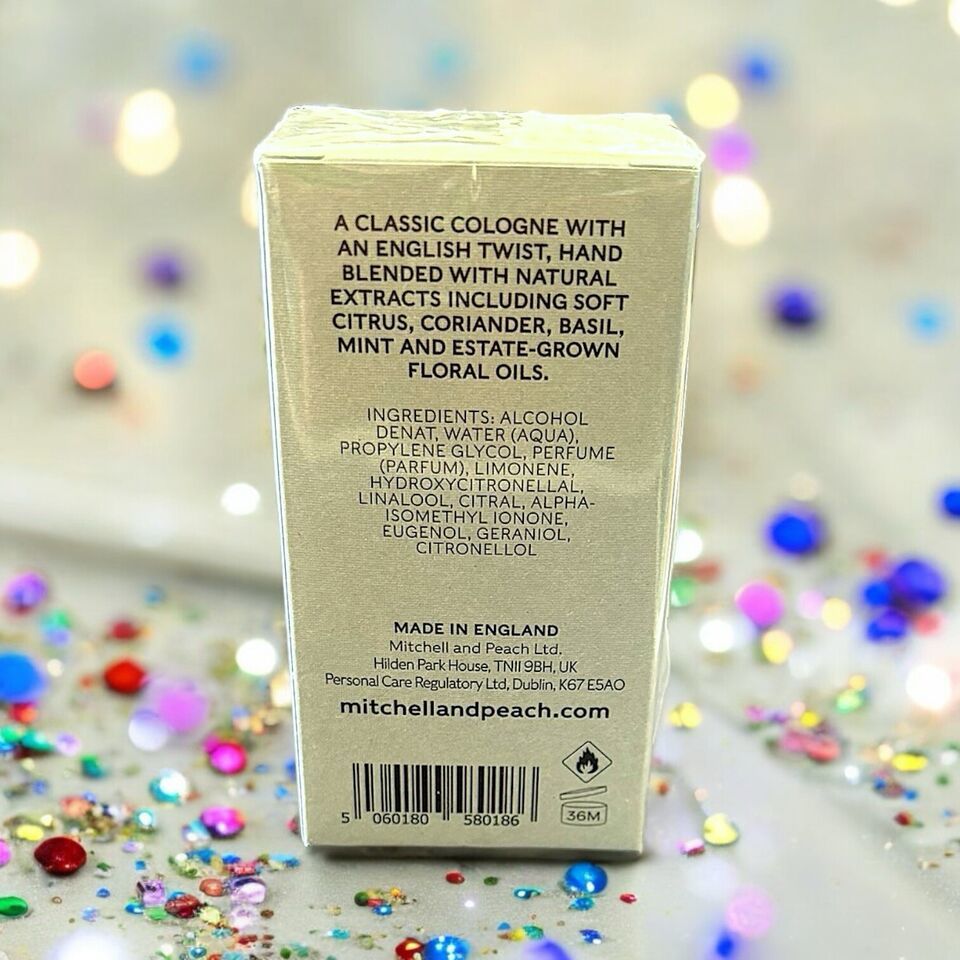 A CLASSIC COLOGNE WITH
AN ENGLISH TWIST, HAND
BLENDED WITH NATURAL
EXTRACTS INCLUDING SOFT
CITRUS, CORIANDER, BASIL,
MINT AND ESTATE-GROWN
FLORAL OILS.
INGREDIENTS: ALCOHOL
DENAT, WATER (AQUA),
PROPYLENE GLYCOL, PERFUME
(PARFUM), LIMONENE,
HYDROXYCITRONELLAL,
LINALOOL, CITRAL, ALPHA-
ISOMETHYL IONONE,
EUGENOL, GERANIOL,
CITRONELLOL
MADE IN ENGLAND
Mitchell and Peach Ltd.
Hilden Park House, TN11 9BH, UK
Personal Care Regulatory Ltd, Dublin, K67 E5A0
mitchellandpeach.com
5 060180 580186
36M